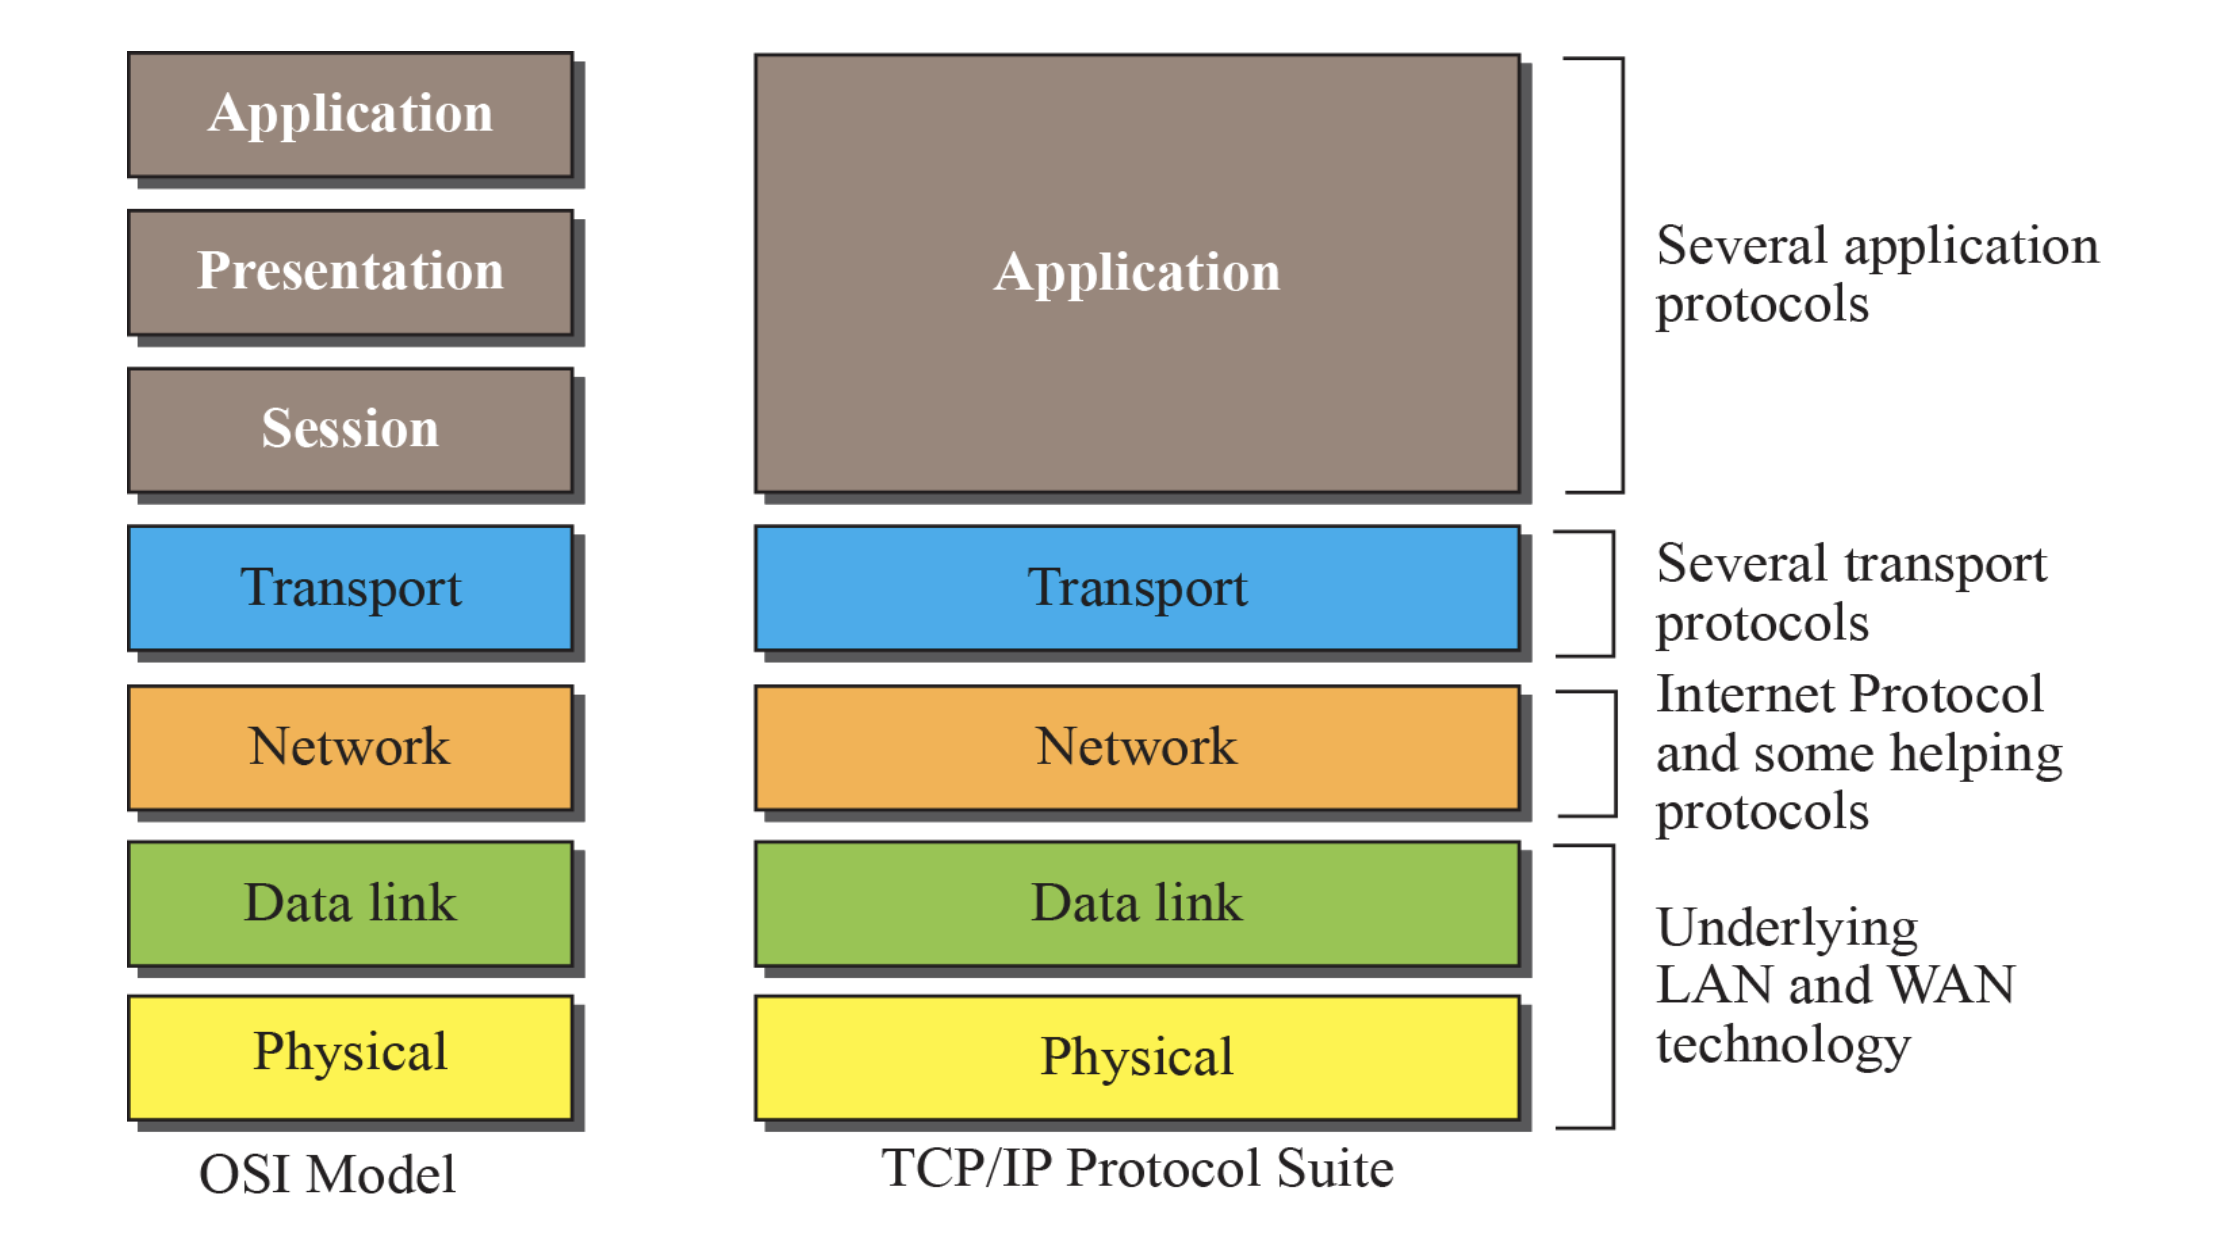 Application
Presentation
Session
Transport
Network
Data link
Physical
OSI Model
Application
Transport
Network
Data link
Physical
TCP/IP Protocol Suite
Several application
protocols
Several transport
protocols
Internet Protocol
and some helping
protocols
Underlying
LAN and WAN
technology